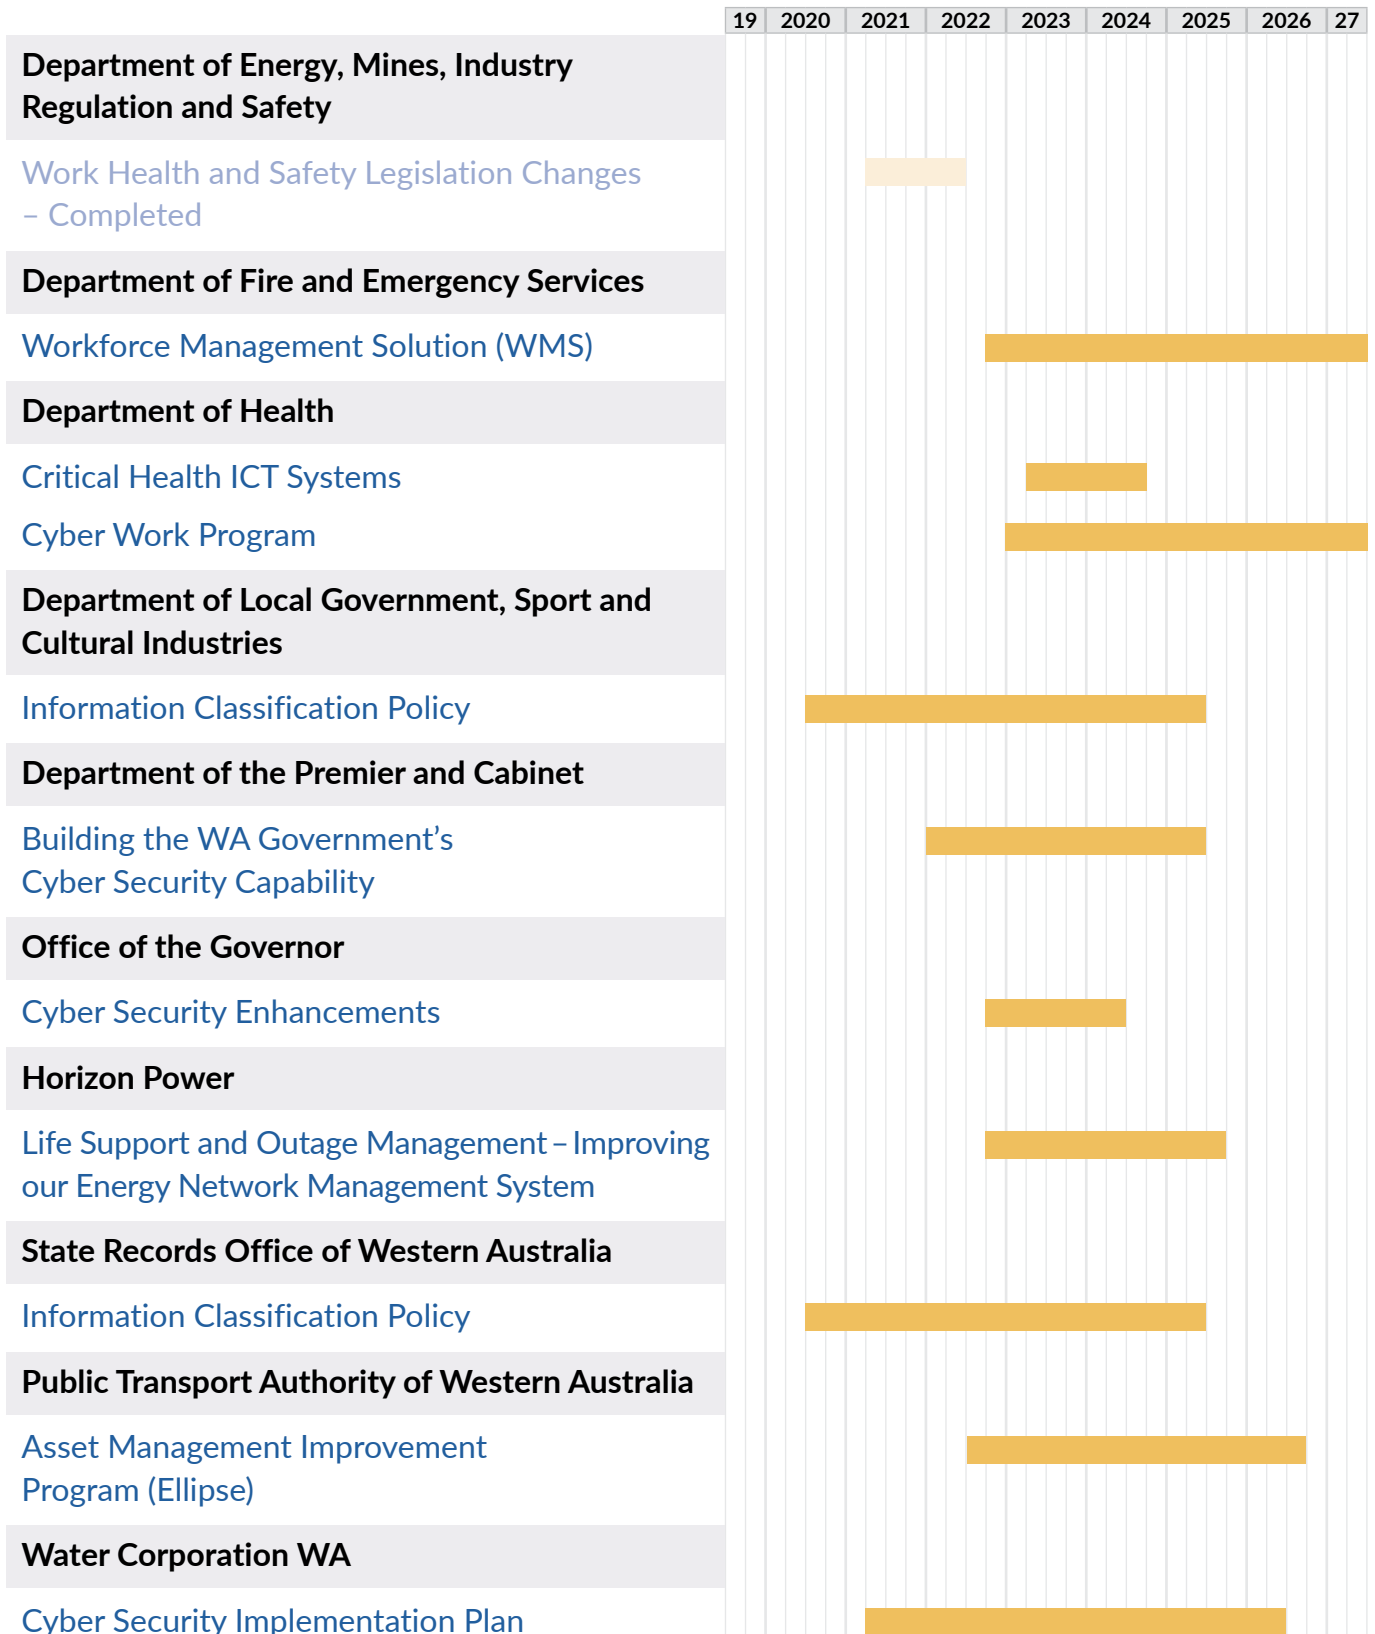 19 2020 2021 2022 2023 2024 2025 2026 27
Department of Energy, Mines, Industry
Regulation and Safety
Work Health and Safety Legislation Changes
– Completed
Department of Fire and Emergency Services
Workforce Management Solution (WMS)
Department of Health
Critical Health ICT Systems
Cyber Work Program
Department of Local Government, Sport and
Cultural Industries
Information Classification Policy
Department of the Premier and Cabinet
Building the WA Government’s
Cyber Security Capability
Office of the Governor
Cyber Security Enhancements
Horizon Power
Life Support and Outage Management – Improving
our Energy Network Management System
State Records Office of Western Australia
Information Classification Policy
Public Transport Authority of Western Australia
Asset Management Improvement
Program (Ellipse)
Water Corporation WA
Cyber Security Implementation Plan